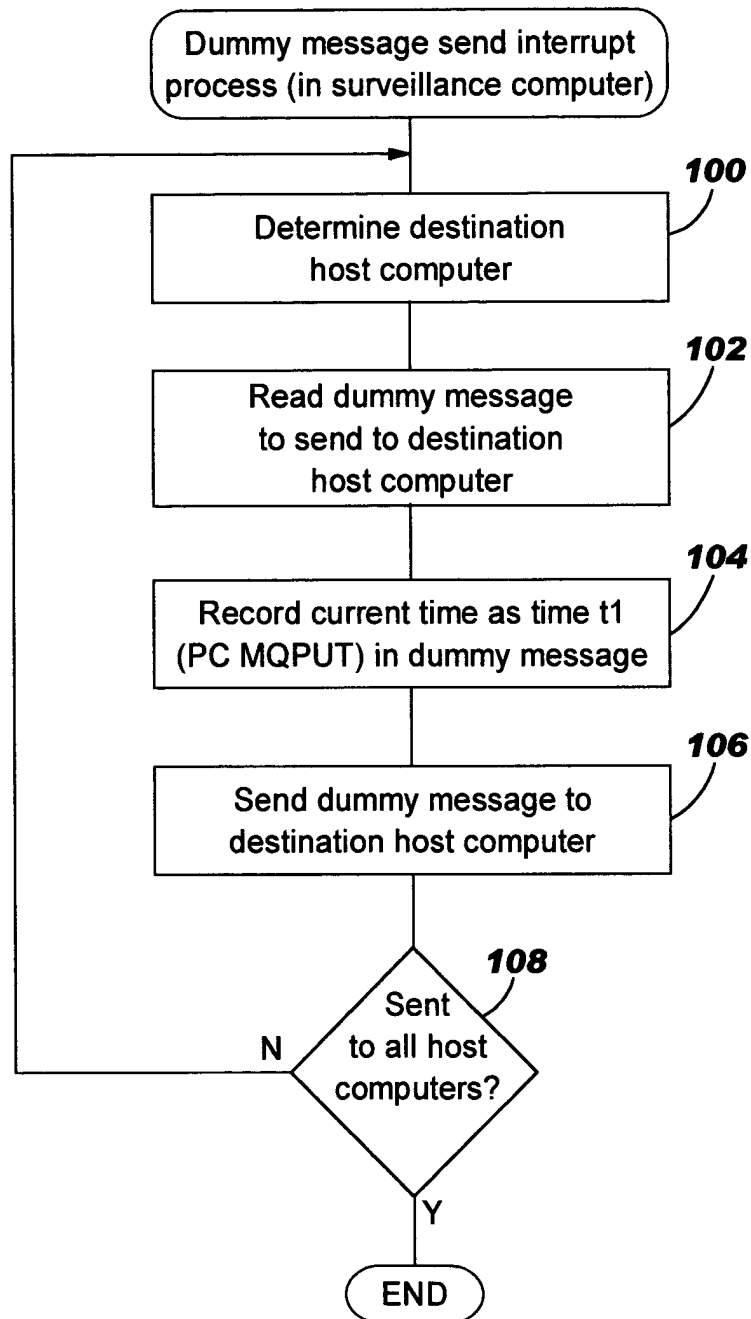 Dummy message send interrupt
process (in surveillance computer)
100
Determine destination
host computer
102
Read dummy message
to send to destination
host computer
104
Record current time as time t1
(PC MQPUT) in dummy message
106
Send dummy message to
destination host computer
108
Sent
to all host
computers?
N
Y
END